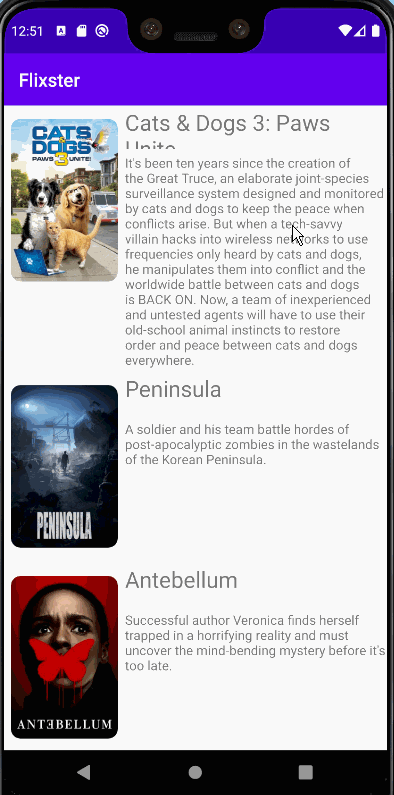 12:51
Flixster
CATS & DOGS 3
PAWS UNITE!
Cats & Dogs 3: Paws
Unite
It's been ten years since the creation of
the Great Truce, an elaborate joint-species
surveillance system designed and monitored
by cats and dogs to keep the peace when
conflicts arise. But when a tech-savvy
villain hacks into wireless networks to use
frequencies only heard by cats and dogs,
he manipulates them into conflict and the
worldwide battle between cats and dogs
is BACK ON. Now, a team of inexperienced
and untested agents will have to use their
old-school animal instincts to restore
order and peace between cats and dogs
everywhere.
PENINSULA
Peninsula
A soldier and his team battle hordes of
post-apocalyptic zombies in the wastelands
of the Korean Peninsula.
ANTƎBELLUM
Antebellum
Successful author Veronica finds herself
trapped in a horrifying reality and must
uncover the mind-bending mystery before it's
too late.